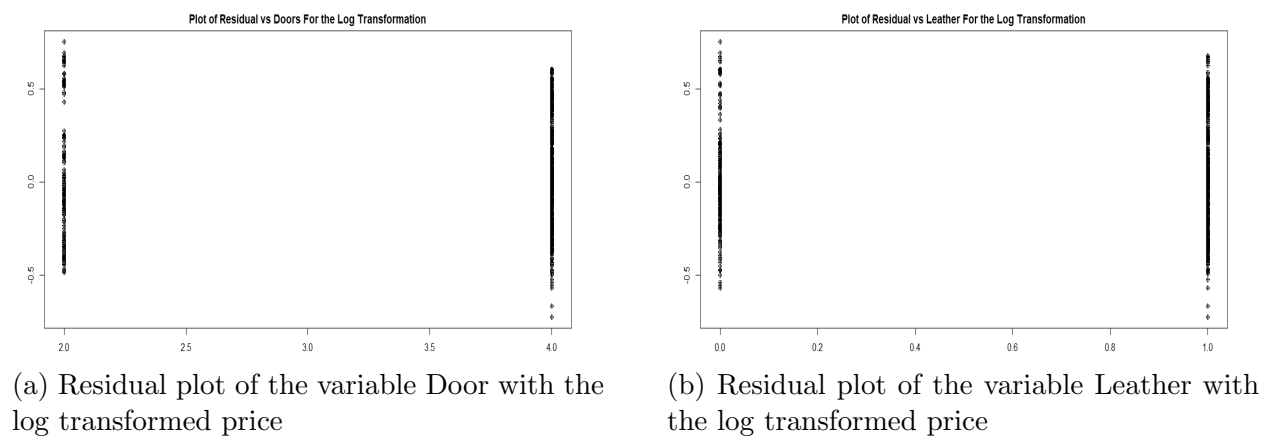 Plot of Residual vs Doors For the Log Transformation
0.5
0.0
-0.5
2.0 2.5 3.0 3.5 4.0
(a) Residual plot of the variable Door with the
log transformed price
Plot of Residual vs Leather For the Log Transformation
0.5
0.0
-0.5
0.0 0.2 0.4 0.6 0.8 1.0
(b) Residual plot of the variable Leather with
the log transformed price